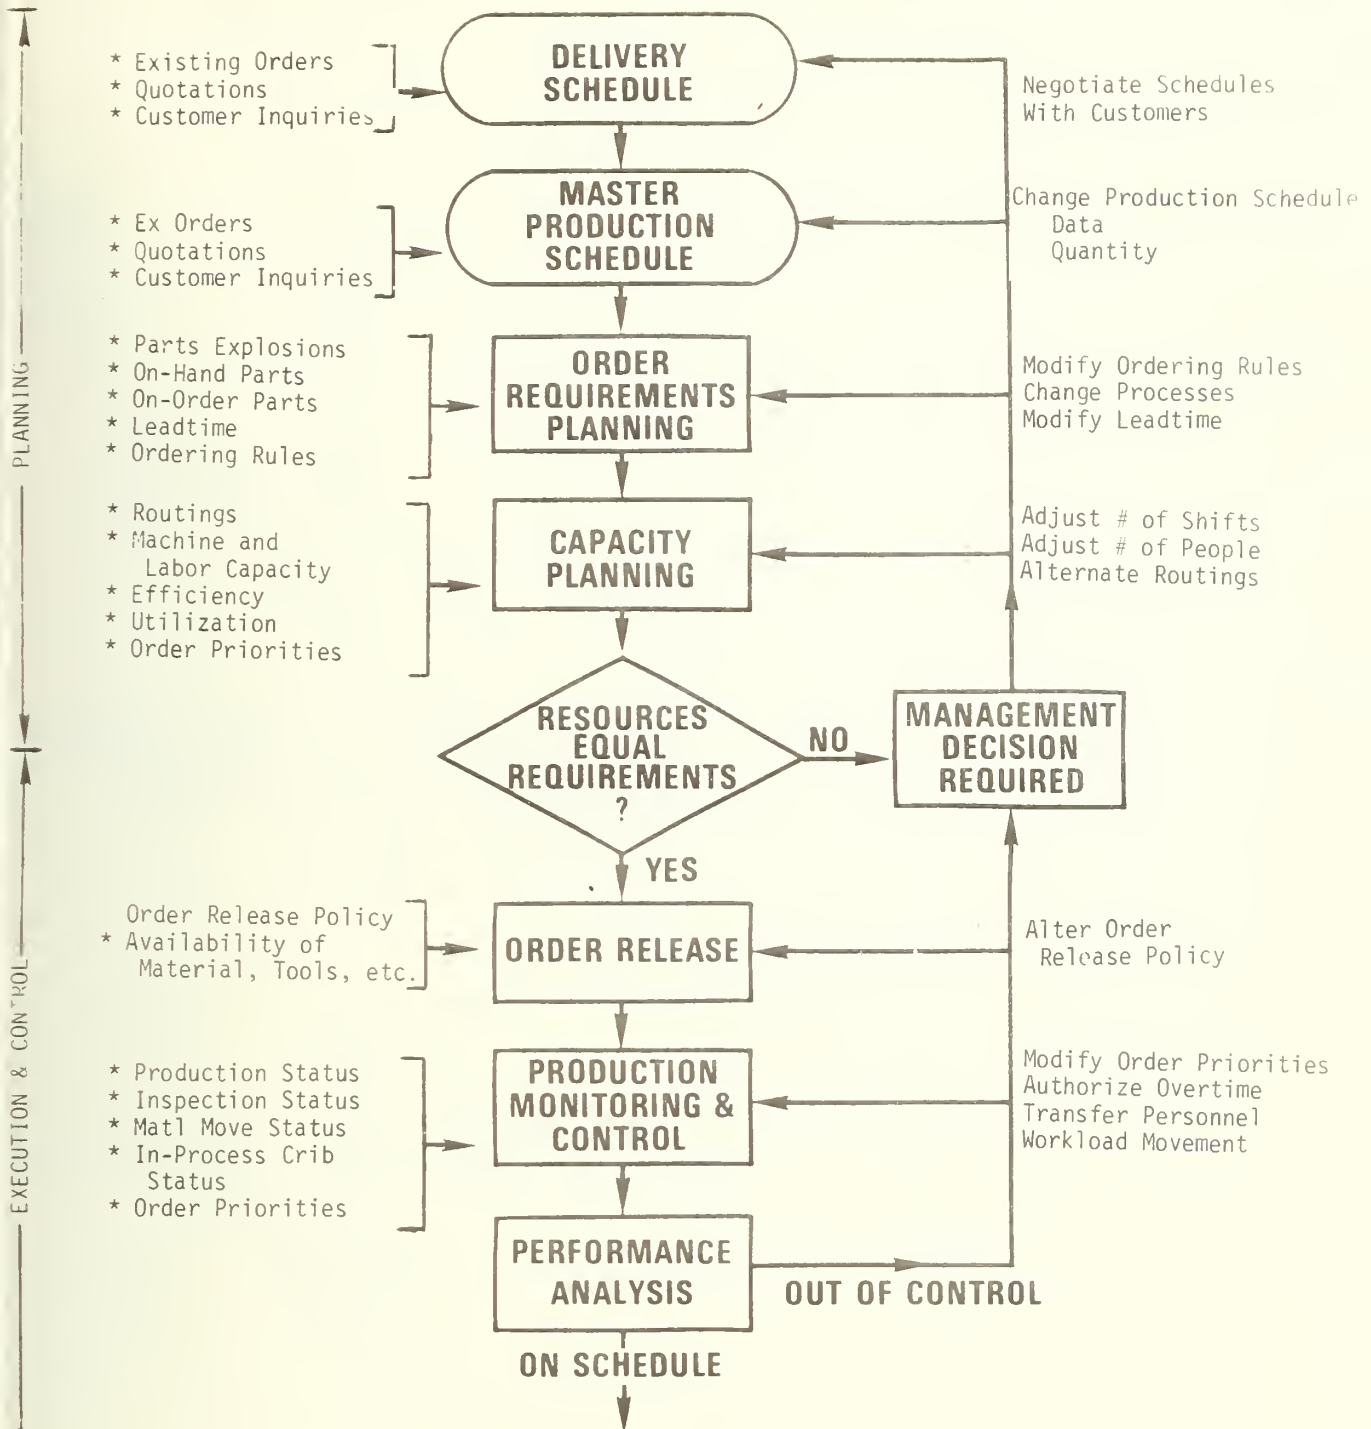 PLANNING
EXECUTION & CONTROL
* Existing Orders
* Quotations
* Customer Inquiries
DELIVERY
SCHEDULE
Negotiate Schedules
With Customers
* Ex Orders
* Quotations
* Customer Inquiries
MASTER
PRODUCTION
SCHEDULE
Change Production Schedule
Data
Quantity
* Parts Explosions
* On-Hand Parts
* On-Order Parts
* Leadtime
* Ordering Rules
ORDER
REQUIREMENTS
PLANNING
Modify Ordering Rules
Change Processes
Modify Leadtime
* Routings
* Machine and
Labor Capacity
* Efficiency
* Utilization
* Order Priorities
CAPACITY
PLANNING
Adjust # of Shifts
Adjust # of People
Alternate Routings
RESOURCES
EQUAL
REQUIREMENTS
?
NO
MANAGEMENT
DECISION
REQUIRED
YES
Order Release Policy
* Availability of
Material, Tools, etc.
ORDER RELEASE
Alter Order
Release Policy
* Production Status
* Inspection Status
* Matl Move Status
* In-Process Crib
Status
* Order Priorities
PRODUCTION
MONITORING &
CONTROL
Modify Order Priorities
Authorize Overtime
Transfer Personnel
Workload Movement
PERFORMANCE
ANALYSIS
OUT OF CONTROL
ON SCHEDULE